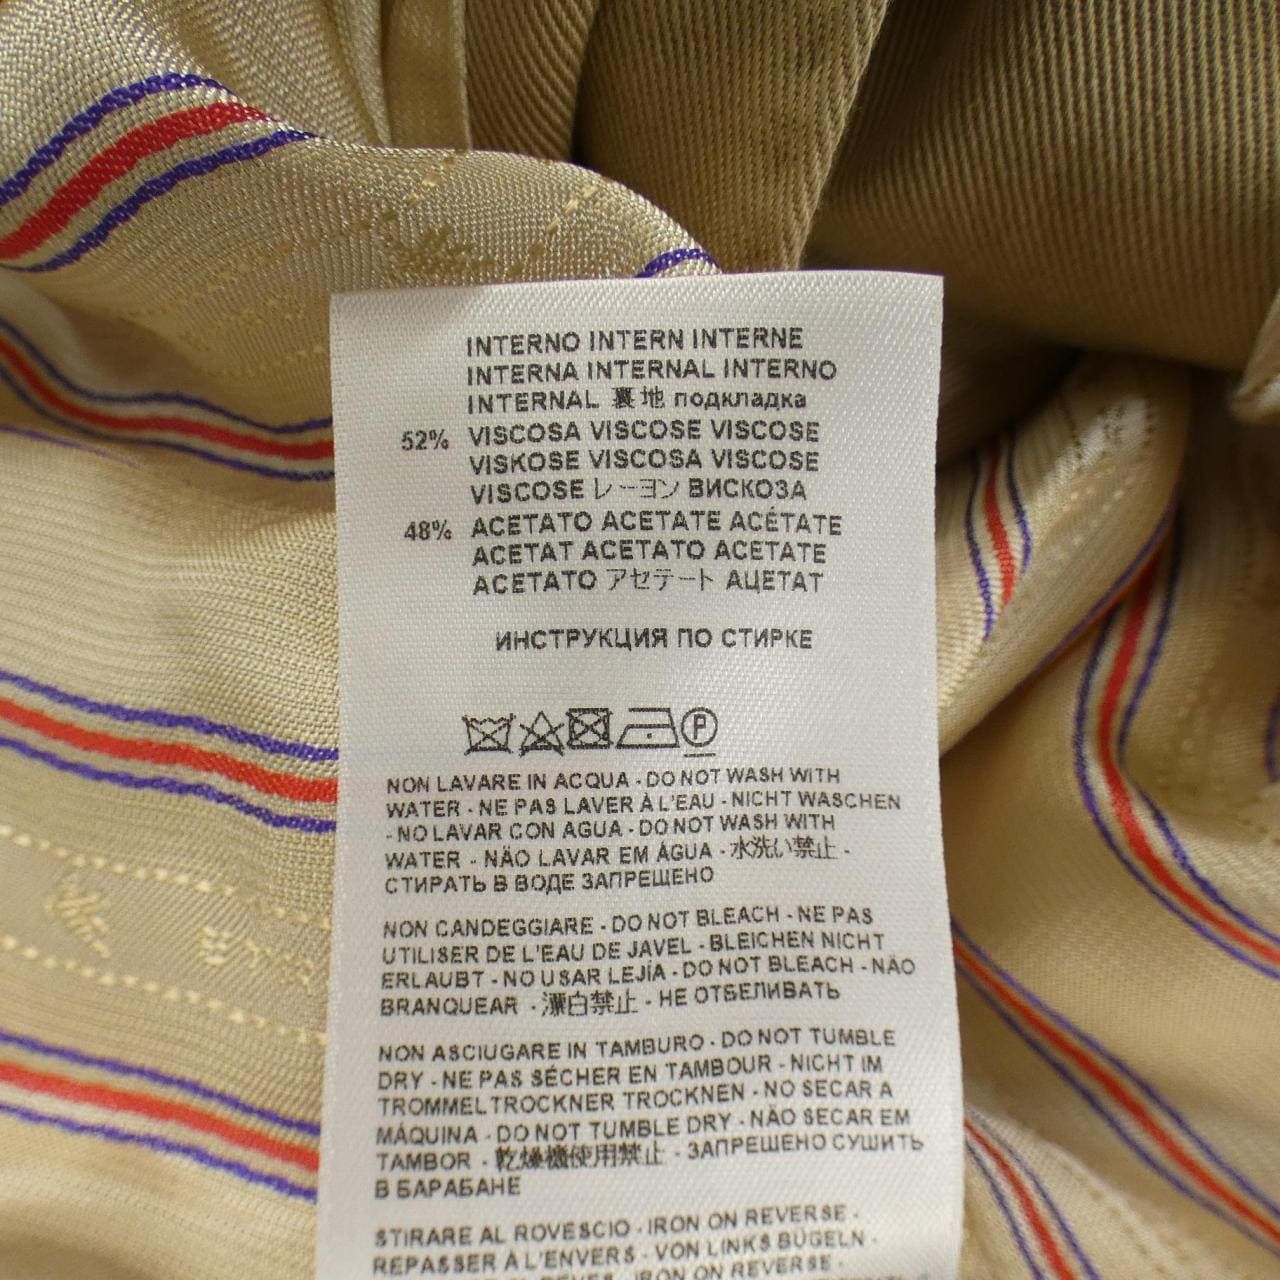 INTERNO INTERN INTERNE
INTERNA INTERNAL INTERNO
INTERNAL 裏地 подкладка
52% VISCOSA VISCOSE VISCOSE
VISKOSE VISCOSA VISCOSE
VISCOSE レーヨン ВИСКОЗА
48% ACETATO ACETATE ACÉTATE
ACETAT ACETATO ACETATE
ACETATO アセテート АЦЕТАТ
ИНСТРУКЦИЯ ПО СТИРКЕ
P
NON LAVARE IN ACQUA - DO NOT WASH WITH
WATER - NE PAS LAVER À L'EAU - NICHT WASCHEN
- NO LAVAR CON AGUA - DO NOT WASH WITH
WATER - NÃO LAVAR EM ÁGUA - 水洗い禁止 -
СТИРАТЬ В ВОДЕ ЗАПРЕЩЕНО
NON CANDEGGIARE - DO NOT BLEACH - NE PAS
UTILISER DE L'EAU DE JAVEL - BLEICHEN NICHT
ERLAUBT - NO USAR LEJÍA - DO NOT BLEACH - NÃO
BRANQUEAR - 漂白禁止 - НЕ ОТБЕЛИВАТЬ
NON ASCIUGARE IN TAMBURO - DO NOT TUMBLE
DRY - NE PAS SÉCHER EN TAMBOUR - NICHT IM
TROMMELTROCKNER TROCKNEN - NO SECAR A
MÁQUINA - DO NOT TUMBLE DRY - NÃO SECAR EM
TAMBOR - 乾燥機使用禁止 - ЗАПРЕЩЕНО СУШИТЬ
В БАРАБАНЕ
STIRARE AL ROVESCIO - IRON ON REVERSE -
REPASSER À L'ENVERS - VON LINKS BÜGELN -
IRON ON REVERSE